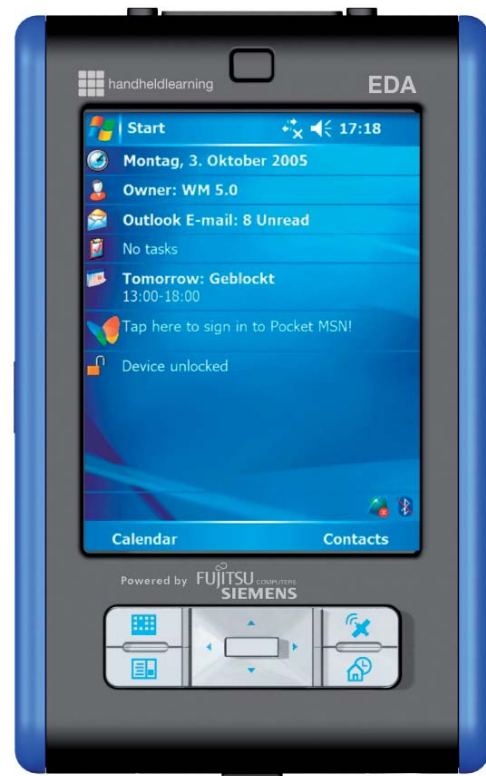 handheldlearning
EDA
Start 17:18
Montag, 3. Oktober 2005
Owner: WM 5.0
Outlook E-mail: 8 Unread
No tasks
Tomorrow: Geblockt
13:00-18:00
Tap here to sign in to Pocket MSN!
Device unlocked
Calendar Contacts
Powered by FUJITSU COMPUTERS
SIEMENS